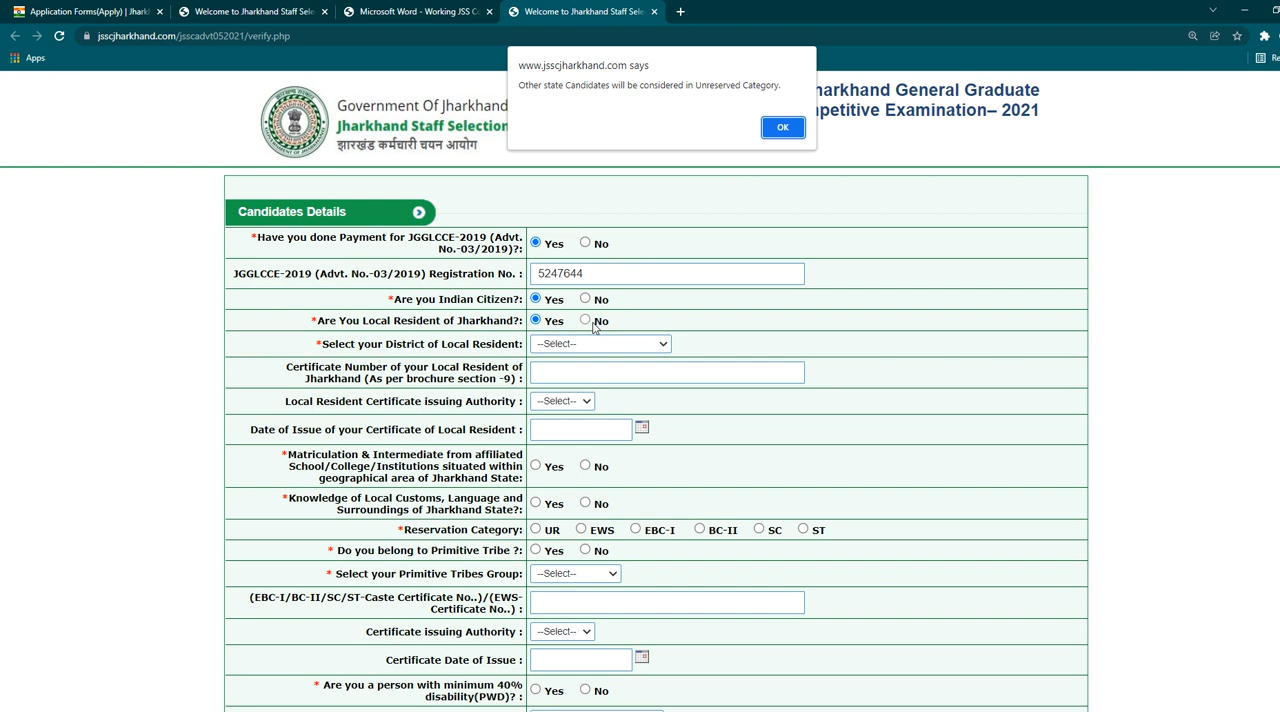 Application Forms(Apply) | Jhark
Welcome to Jharkhand Staff Sele
Microsoft Word - Working JSS Co
Welcome to Jharkhand Staff Sele
jsscjharkhand.com/jsscadvt052021/verify.php
Apps
Re
www.jsscjharkhand.com says
Other state Candidates will be considered in Unreserved Category.
OK
Government Of Jharkhand
Jharkhand Staff Selection
झारखंड कर्मचारी चयन आयोग
harkhand General Graduate
petitive Examination– 2021
Candidates Details
*Have you done Payment for JGGLCCE-2019 (Advt.
No.-03/2019)?: Yes No
JGGLCCE-2019 (Advt. No.-03/2019) Registration No. : 5247644
*Are you Indian Citizen?: Yes No
*Are You Local Resident of Jharkhand?: Yes No
*Select your District of Local Resident: --Select--
Certificate Number of your Local Resident of
Jharkhand (As per brochure section -9) :
Local Resident Certificate issuing Authority : --Select--
Date of Issue of your Certificate of Local Resident :
*Matriculation & Intermediate from affiliated
School/College/Institutions situated within
geographical area of Jharkhand State: Yes No
*Knowledge of Local Customs, Language and
Surroundings of Jharkhand State?: Yes No
*Reservation Category: UR EWS EBC-I BC-II SC ST
* Do you belong to Primitive Tribe ?: Yes No
* Select your Primitive Tribes Group: --Select--
(EBC-I/BC-II/SC/ST-Caste Certificate No..)/(EWS-
Certificate No..) :
Certificate issuing Authority : --Select--
Certificate Date of Issue :
* Are you a person with minimum 40%
disability(PWD)? : Yes No